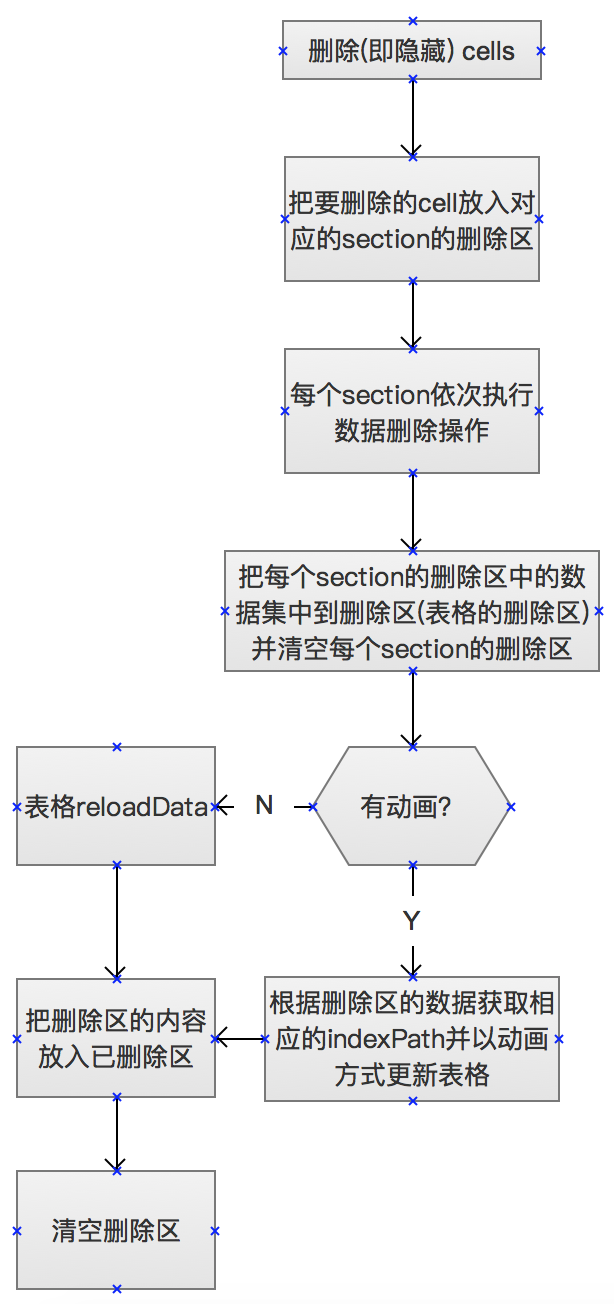 删除(即隐藏) cells
把要删除的cell放入对
应的section的删除区
每个section依次执行
数据删除操作
把每个section的删除区中的数
据集中到删除区(表格的删除区)
并清空每个section的删除区
有动画?
N
表格reloadData
Y
根据删除区的数据获取相
应的indexPath并以动画
方式更新表格
把删除区的内容
放入已删除区
清空删除区